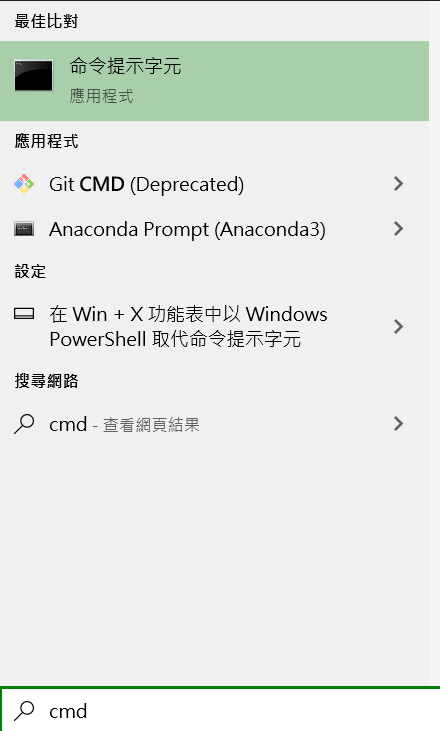 最佳比對
命令提示字元
應用程式
應用程式
Git CMD (Deprecated)
Anaconda Prompt (Anaconda3)
設定
在 Win + X 功能表中以 Windows
PowerShell 取代命令提示字元
搜尋網路
cmd - 查看網頁結果
cmd